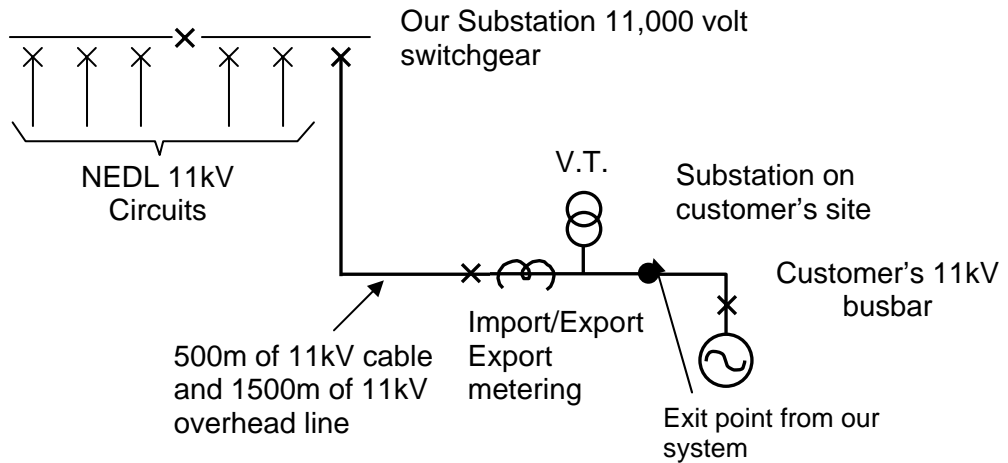 Our Substation 11,000 volt
switchgear
NEDL 11kV
Circuits
V.T.
Substation on
customer's site
Customer's 11kV
busbar
Import/Export
Export
metering
500m of 11kV cable
and 1500m of 11kV
overhead line
Exit point from our
system